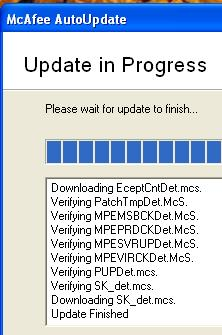 McAfee AutoUpdate
Update in Progress
Please wait for update to finish...
Downloading EceptCntDet.mcs.
Verifying PatchTmpDet.McS.
Verifying MPEMSBCKDet.McS.
Verifying MPEPRDCKDet.McS.
Verifying MPESVRUPDet.McS.
Verifying MPEVIRCKDet.McS.
Verifying PUPDet.mcs.
Verifying SK_det.mcs.
Downloading SK_det.mcs.
Update Finished